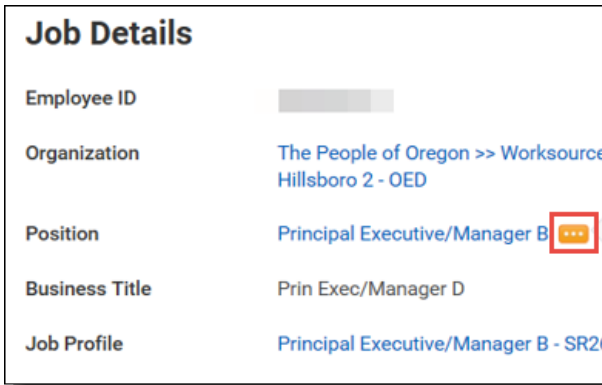 Job Details
Employee ID
Organization The People of Oregon >> Worksource
Hillsboro 2 - OED
Position Principal Executive/Manager B
Business Title Prin Exec/Manager D
Job Profile Principal Executive/Manager B -